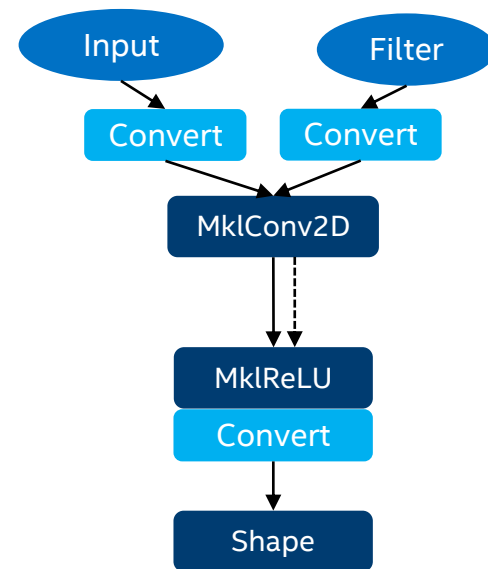 Input
Filter
Convert
Convert
MklConv2D
MklReLU
Convert
Shape